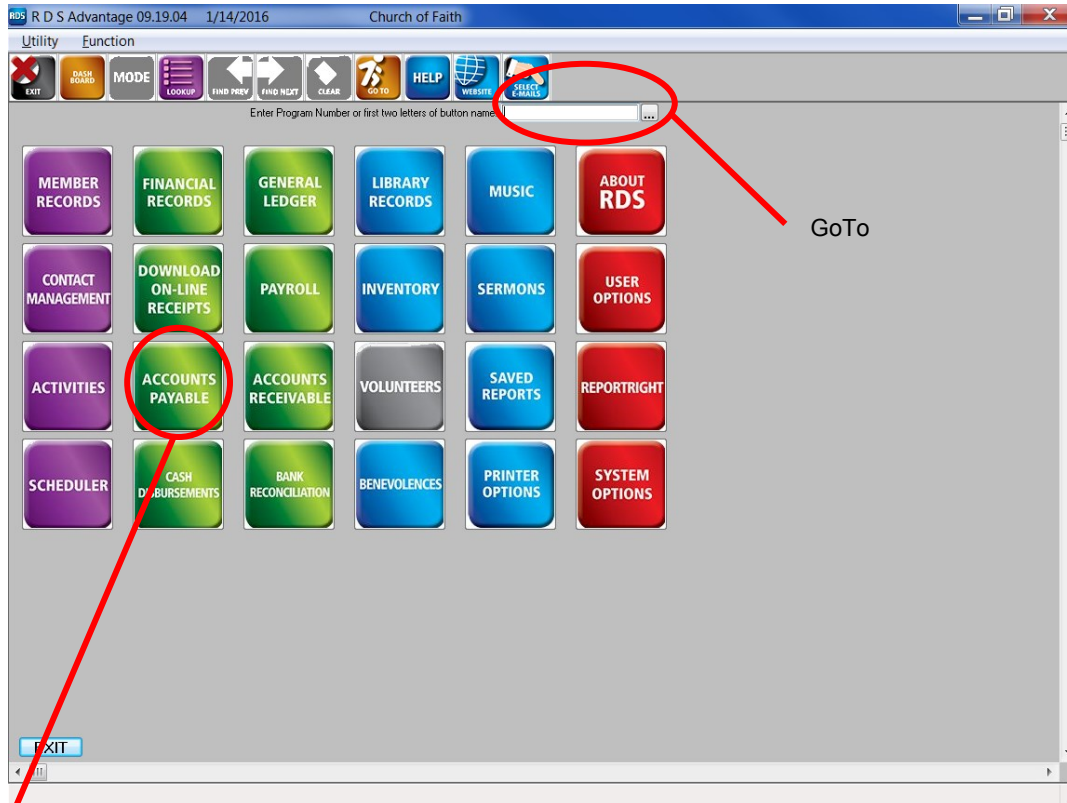 RDS R D S Advantage 09.19.04 1/14/2016 Church of Faith
Utility Function
EXIT
DASH
BOARD
MODE
LOOKUP
FIND PREV
FIND NEXT
CLEAR
GO TO
HELP
WEBSITE
SELECT
E-MAILS
Enter Program Number or first two letters of button name: ...
MEMBER
RECORDS
FINANCIAL
RECORDS
GENERAL
LEDGER
LIBRARY
RECORDS
MUSIC
ABOUT
RDS
GoTo
CONTACT
MANAGEMENT
DOWNLOAD
ON-LINE
RECEIPTS
PAYROLL
INVENTORY
SERMONS
USER
OPTIONS
ACTIVITIES
ACCOUNTS
PAYABLE
ACCOUNTS
RECEIVABLE
VOLUNTEERS
SAVED
REPORTS
REPORTRIGHT
SCHEDULER
CASH
DISBURSEMENTS
BANK
RECONCILIATION
BENEVOLENCES
PRINTER
OPTIONS
SYSTEM
OPTIONS
EXIT